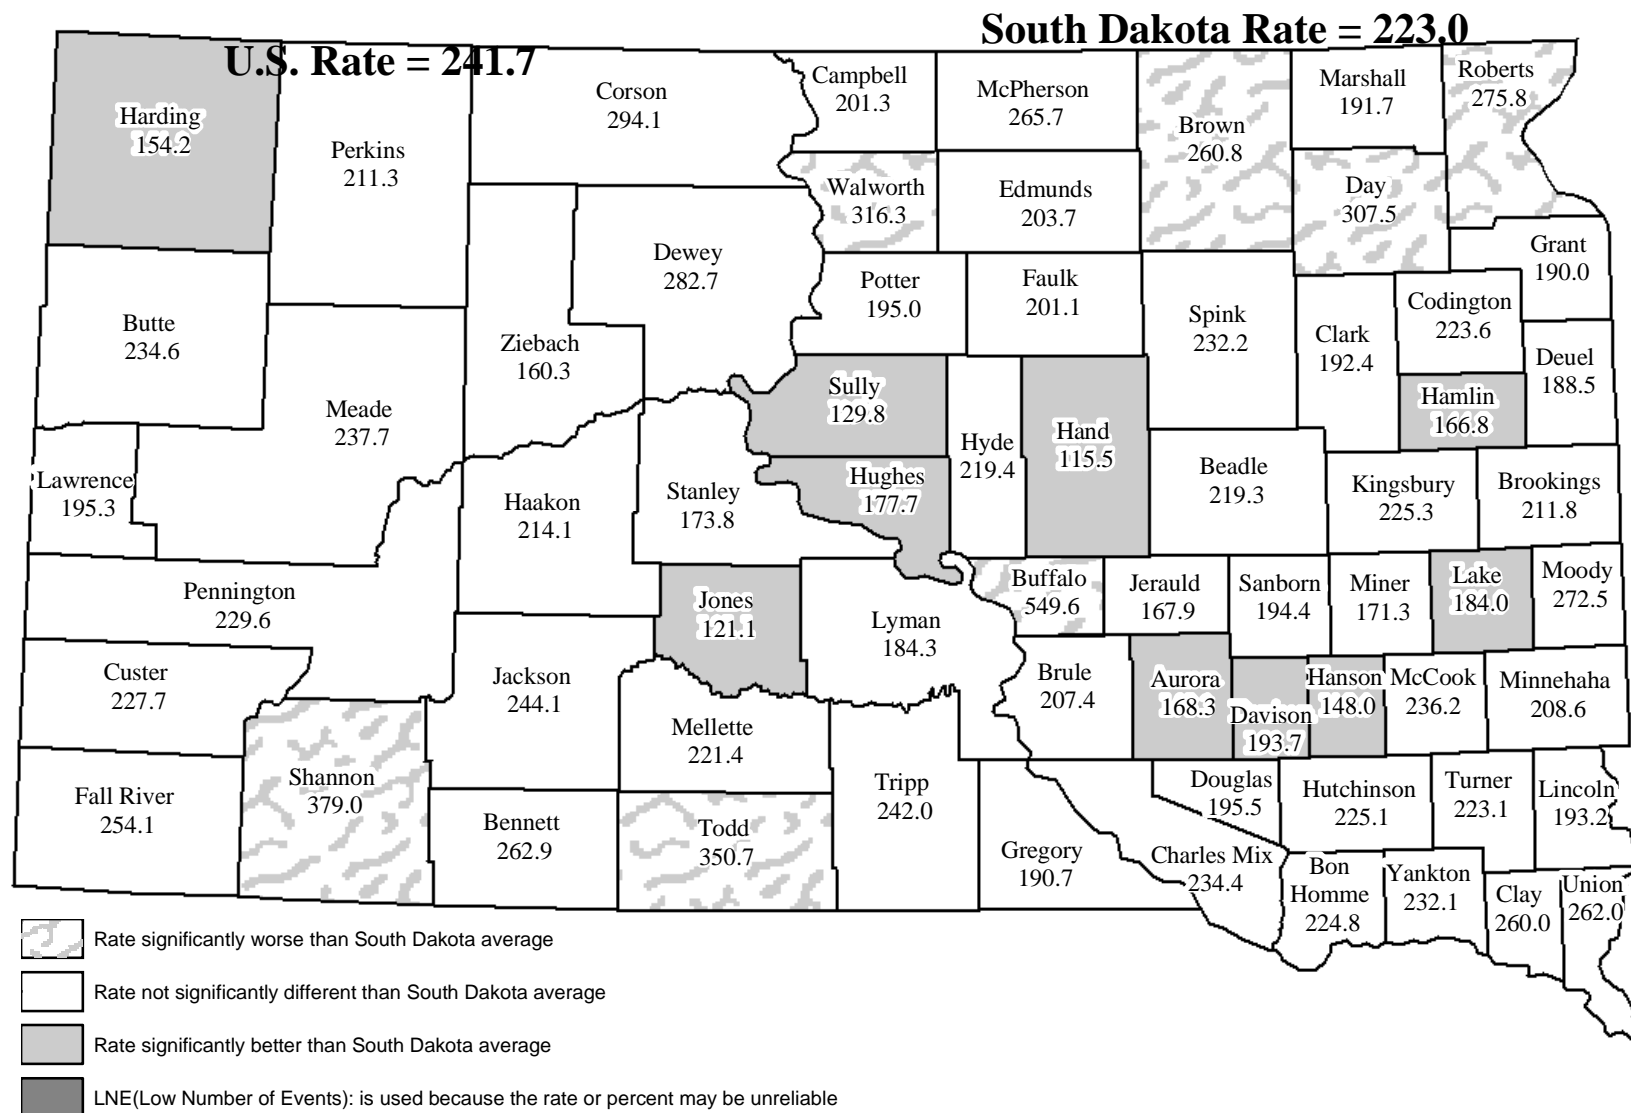 South Dakota Rate = 223.0
U.S. Rate = 241.7
Harding
154.2
Perkins
211.3
Corson
294.1
Campbell
201.3
McPherson
265.7
Brown
260.8
Marshall
191.7
Roberts
275.8
Walworth
316.3
Edmunds
203.7
Day
307.5
Grant
190.0
Butte
234.6
Dewey
282.7
Ziebach
160.3
Potter
195.0
Faulk
201.1
Spink
232.2
Clark
192.4
Codington
223.6
Deuel
188.5
Hamlin
166.8
Meade
237.7
Sully
129.8
Hyde
219.4
Hand
115.5
Lawrence
195.3
Haakon
214.1
Stanley
173.8
Hughes
177.7
Beadle
219.3
Kingsbury
225.3
Brookings
211.8
Pennington
229.6
Jones
121.1
Lyman
184.3
Buffalo
549.6
Jerauld
167.9
Sanborn
194.4
Miner
171.3
Lake
184.0
Moody
272.5
Custer
227.7
Jackson
244.1
Mellette
221.4
Brule
207.4
Aurora
168.3
Davison
193.7
Hanson
148.0
McCook
236.2
Minnehaha
208.6
Fall River
254.1
Shannon
379.0
Bennett
262.9
Todd
350.7
Tripp
242.0
Gregory
190.7
Douglas
195.5
Charles Mix
234.4
Hutchinson
225.1
Turner
223.1
Lincoln
193.2
Bon
Homme
224.8
Yankton
232.1
Clay
260.0
Union
262.0
Rate significantly worse than South Dakota average
Rate not significantly different than South Dakota average
Rate significantly better than South Dakota average
LNE(Low Number of Events): is used because the rate or percent may be unreliable